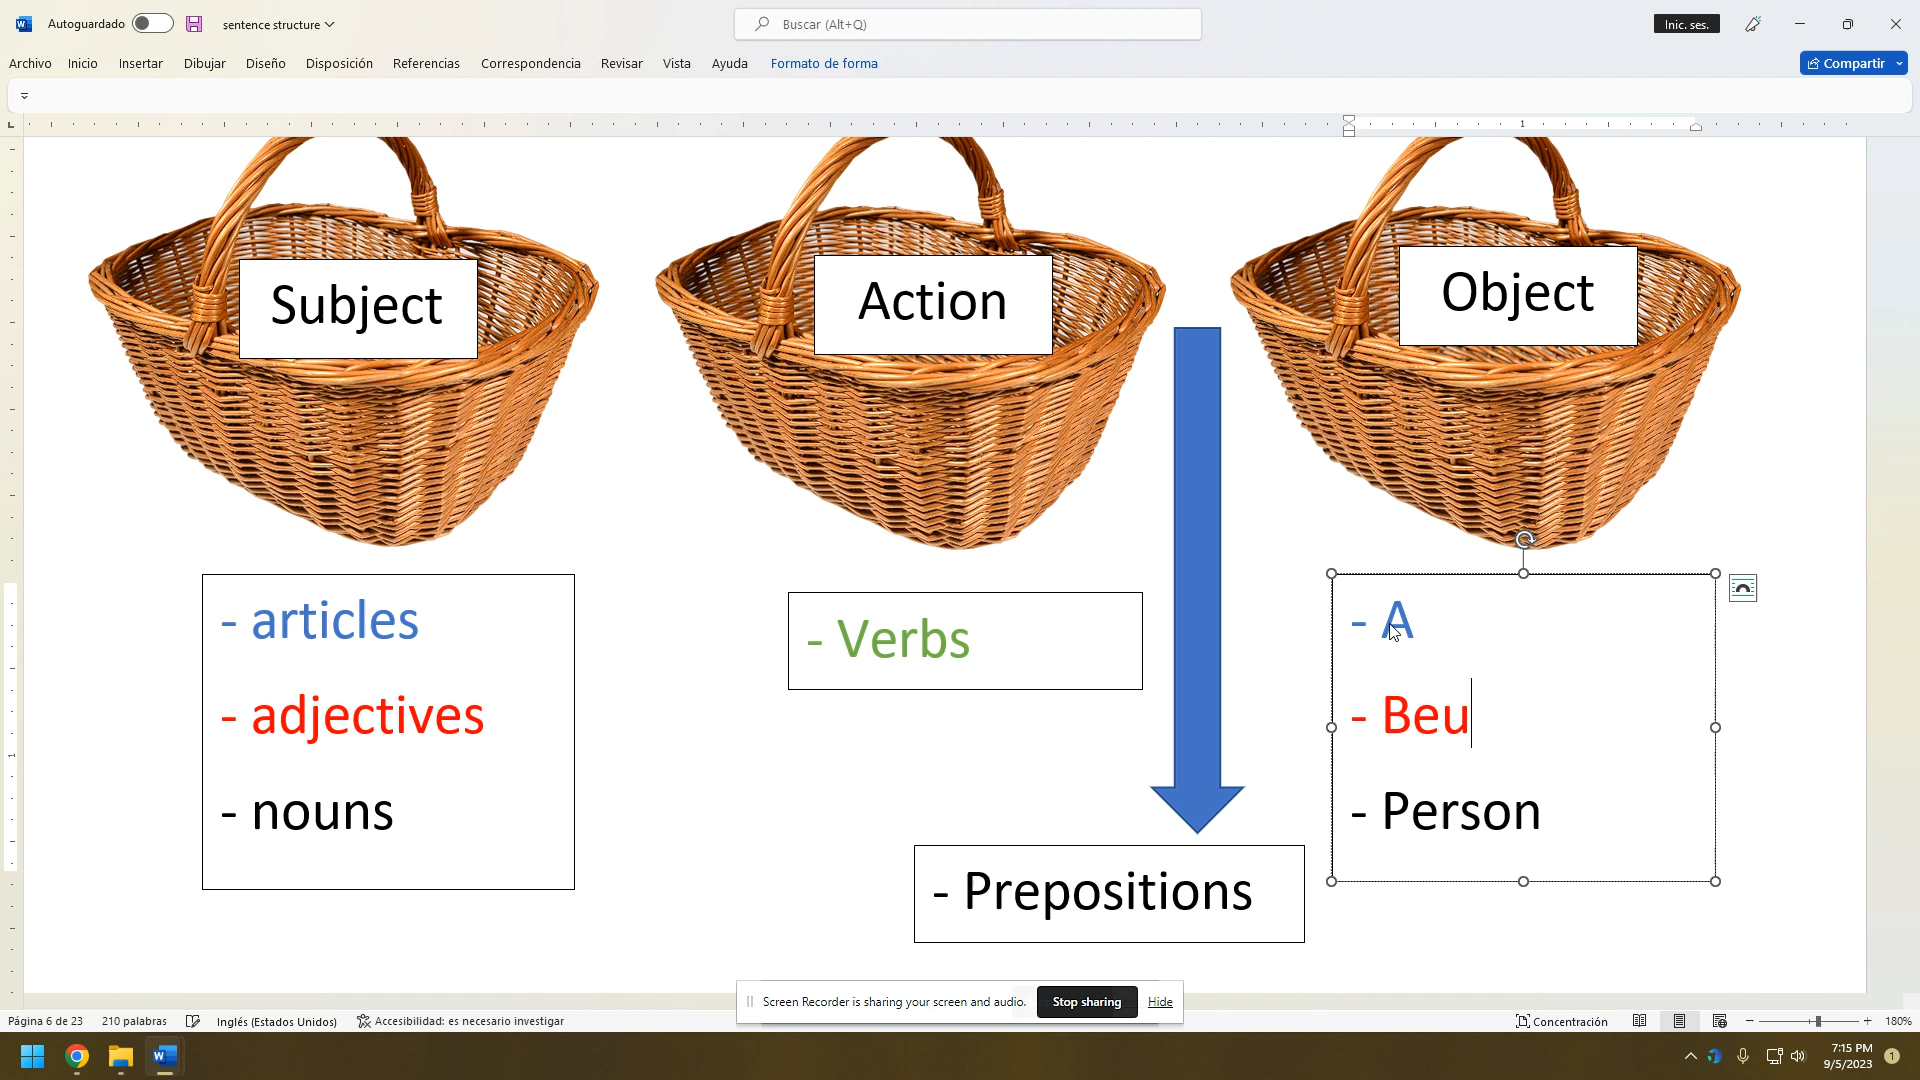 Autoguardado
sentence structure
Buscar (Alt+Q)
Inic. ses.
Archivo Inicio Insertar Dibujar Diseño Disposición Referencias Correspondencia Revisar Vista Ayuda Formato de forma
Compartir
1
Subject
Action
Object
- articles
- adjectives
- nouns
- Verbs
- Prepositions
- A
- Beu
- Person
Screen Recorder is sharing your screen and audio. Stop sharing Hide
Página 6 de 23 210 palabras Inglés (Estados Unidos) Accesibilidad: es necesario investigar
Concentración
180%
7:15 PM
9/5/2023
1